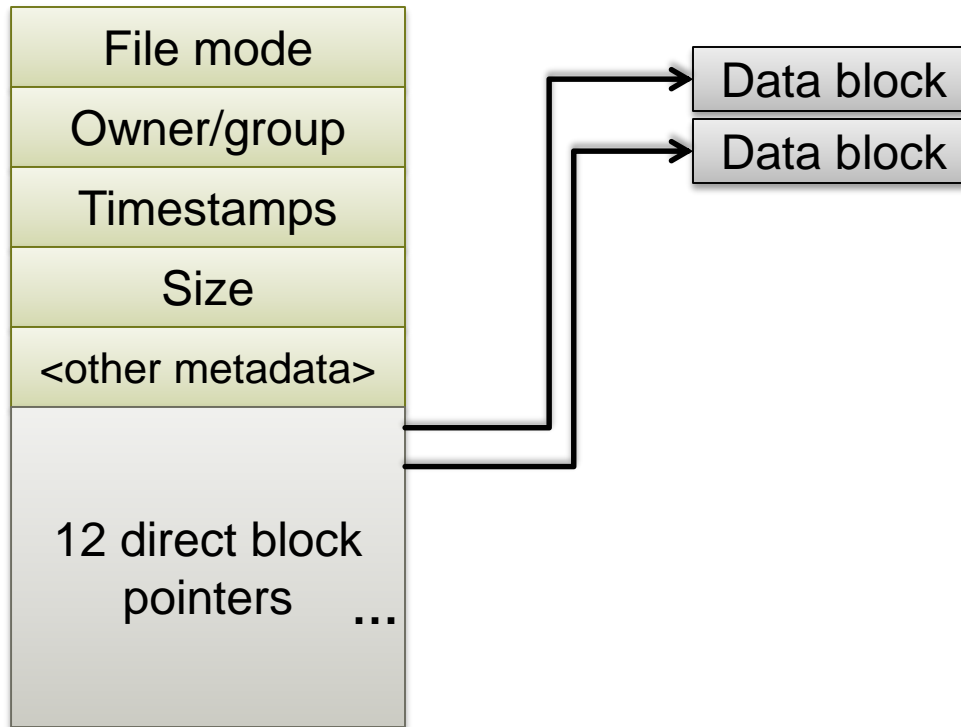 File mode
Owner/group
Timestamps
Size
<other metadata>
12 direct block
pointers ...
Data block
Data block